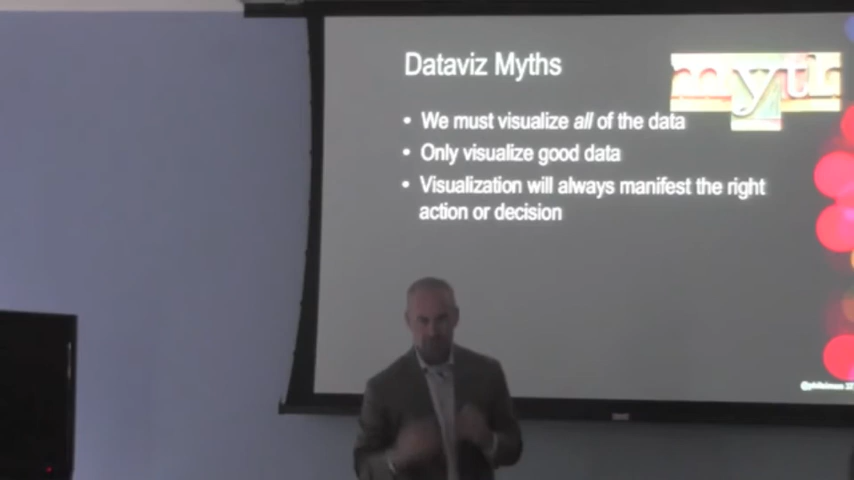 Dataviz Myths
myth
• We must visualize all of the data
• Only visualize good data
• Visualization will always manifest the right
action or decision